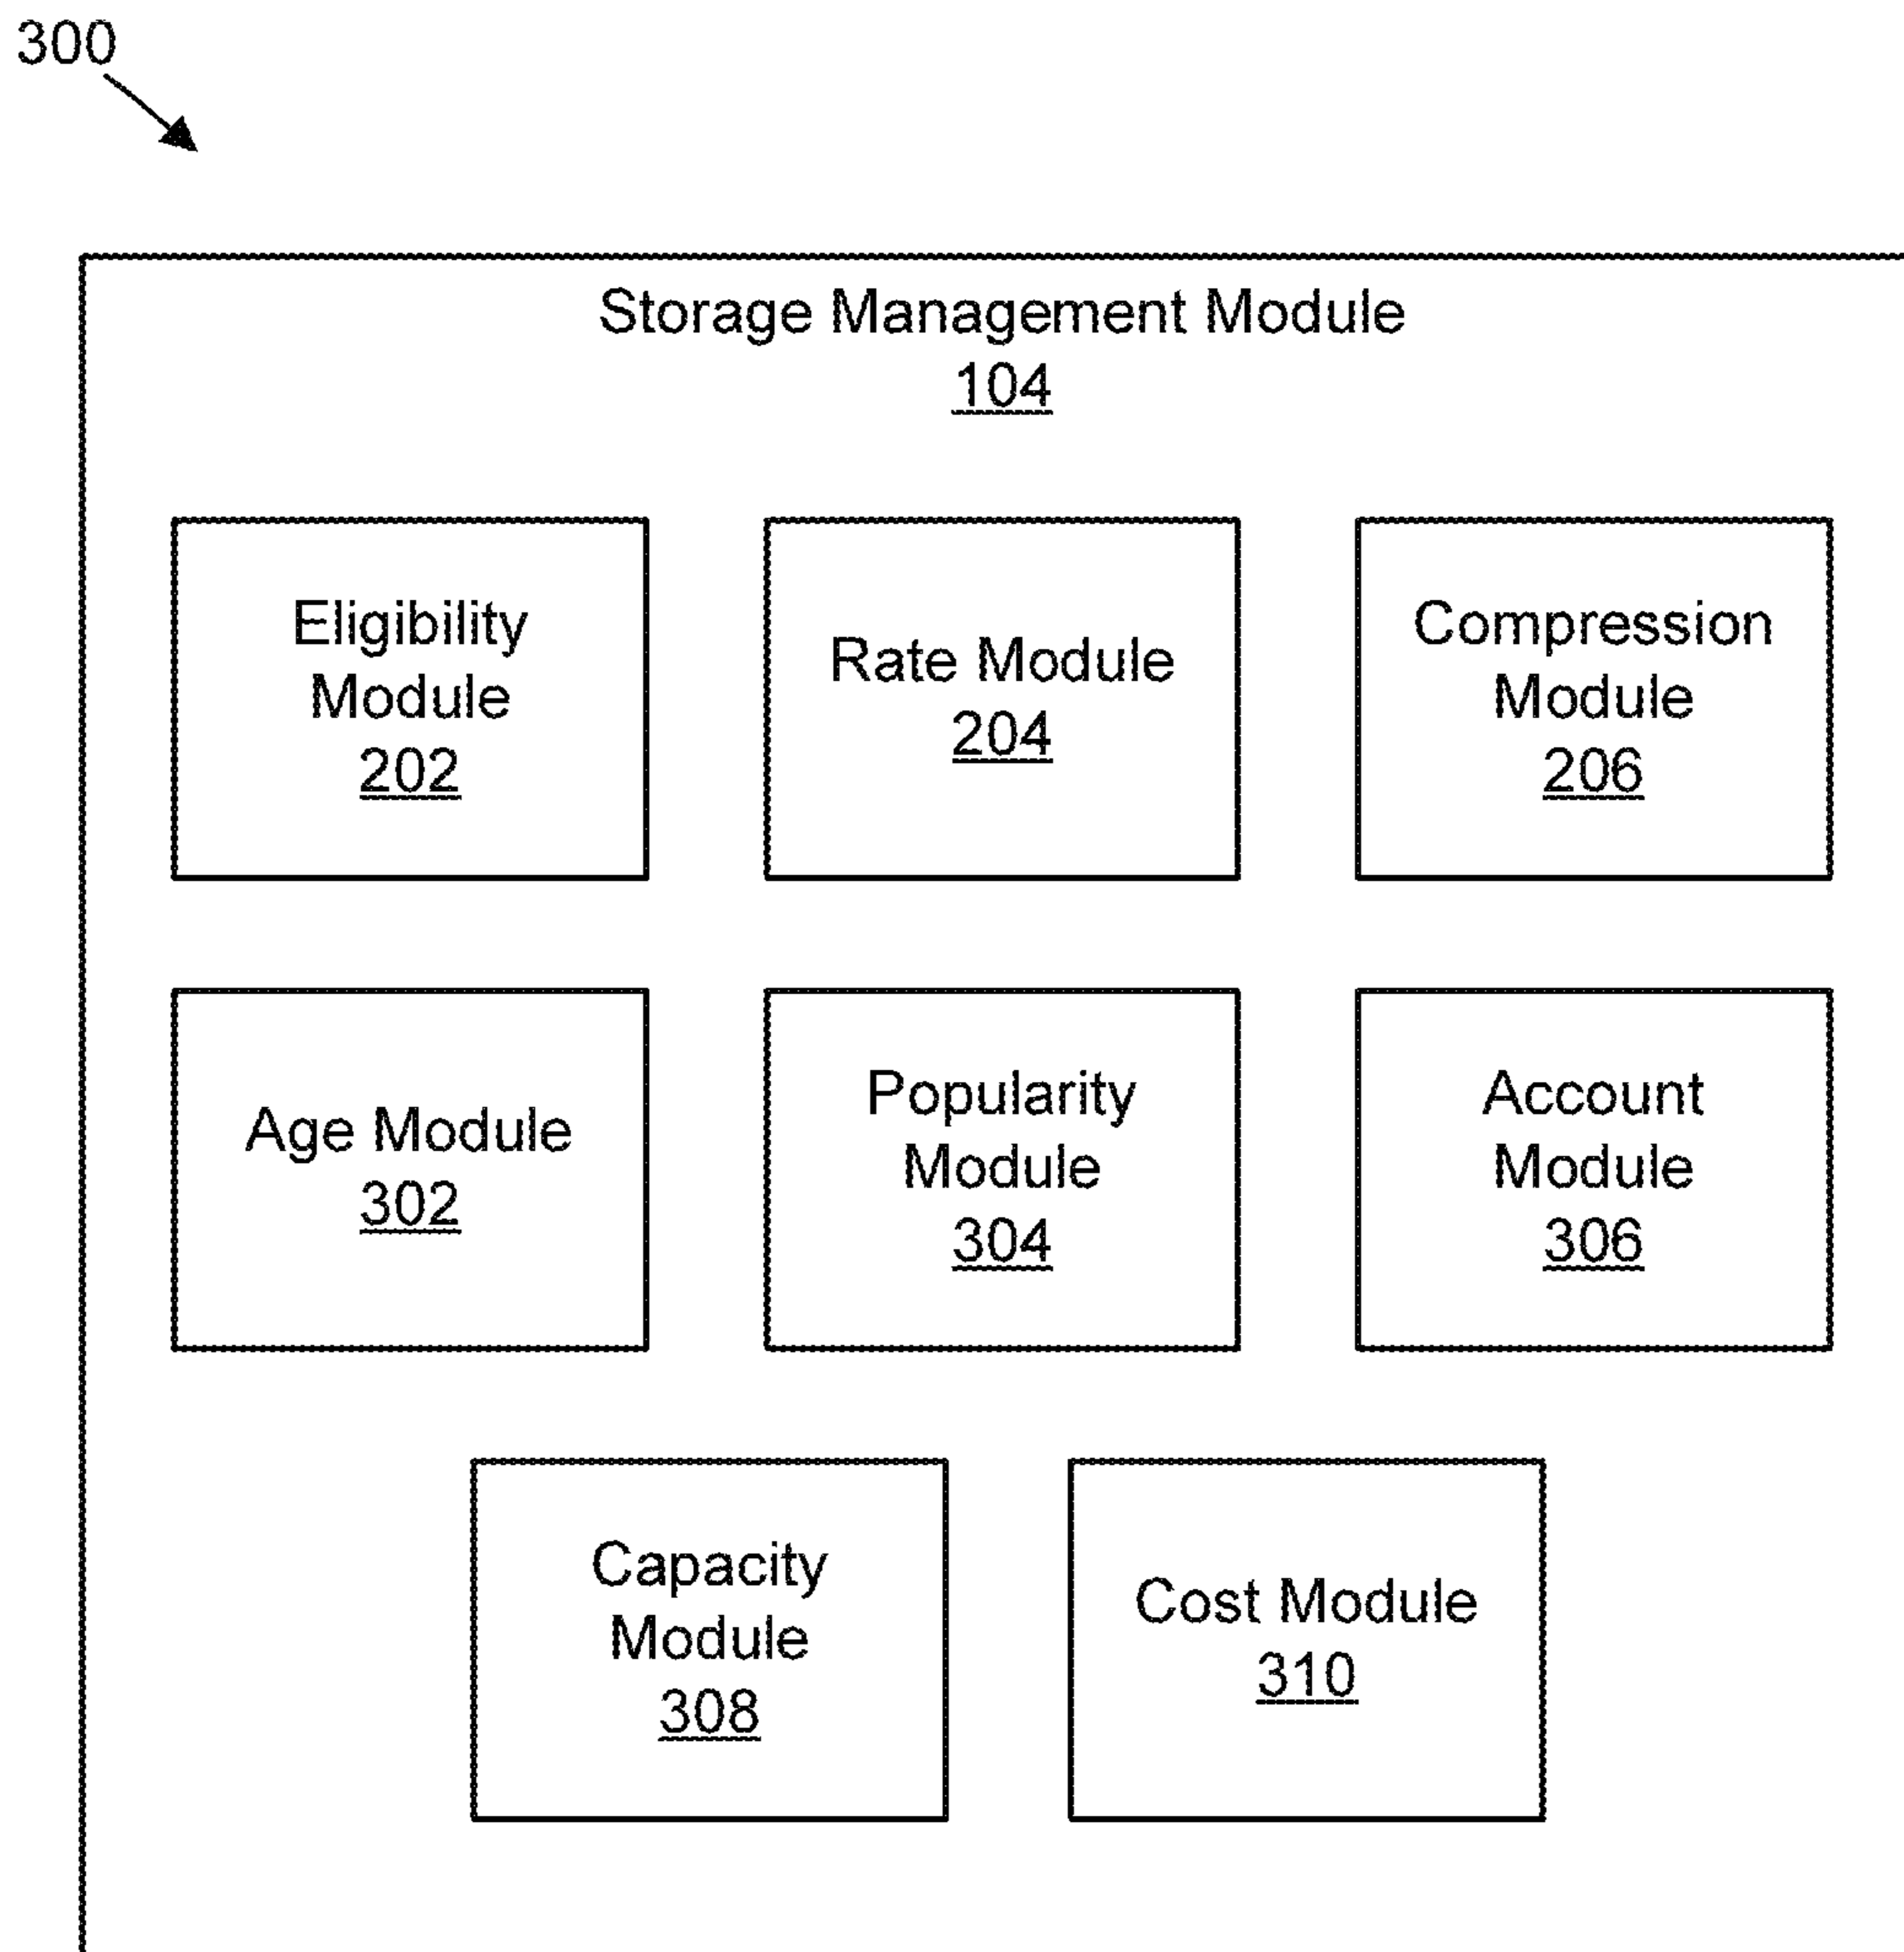 300
Storage Management Module
104
Eligibility
Module
202
Rate Module
204
Compression
Module
206
Age Module
302
Popularity
Module
304
Account
Module
306
Capacity
Module
308
Cost Module
310